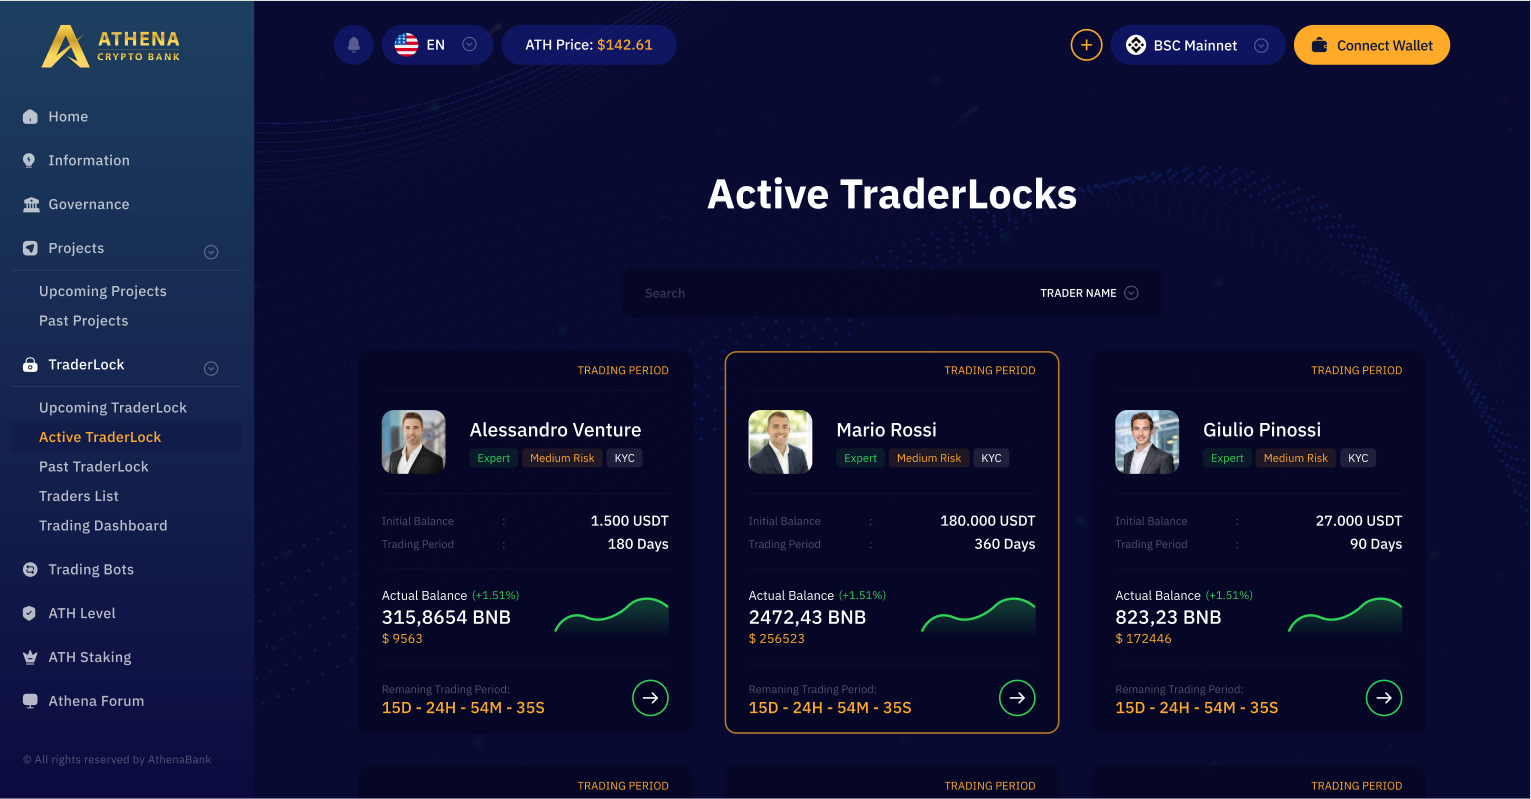 ATHENA
CRYPTO BANK
Home
Information
Governance
Projects
Upcoming Projects
Past Projects
TraderLock
Upcoming TraderLock
Active TraderLock
Past TraderLock
Traders List
Trading Dashboard
Trading Bots
ATH Level
ATH Staking
Athena Forum
© All rights reserved by AthenaBank
EN
ATH Price: $142.61
BSC Mainnet
Connect Wallet
Active TraderLocks
Search
TRADER NAME
TRADING PERIOD
Alessandro Venture
Expert Medium Risk KYC
Initial Balance : 1.500 USDT
Trading Period : 180 Days
Actual Balance (+1.51%)
315,8654 BNB
$ 9563
Remaning Trading Period:
15D - 24H - 54M - 35S
TRADING PERIOD
Mario Rossi
Expert Medium Risk KYC
Initial Balance : 180.000 USDT
Trading Period : 360 Days
Actual Balance (+1.51%)
2472,43 BNB
$ 256523
Remaning Trading Period:
15D - 24H - 54M - 35S
TRADING PERIOD
Giulio Pinossi
Expert Medium Risk KYC
Initial Balance : 27.000 USDT
Trading Period : 90 Days
Actual Balance (+1.51%)
823,23 BNB
$ 172446
Remaning Trading Period:
15D - 24H - 54M - 35S
TRADING PERIOD
TRADING PERIOD
TRADING PERIOD